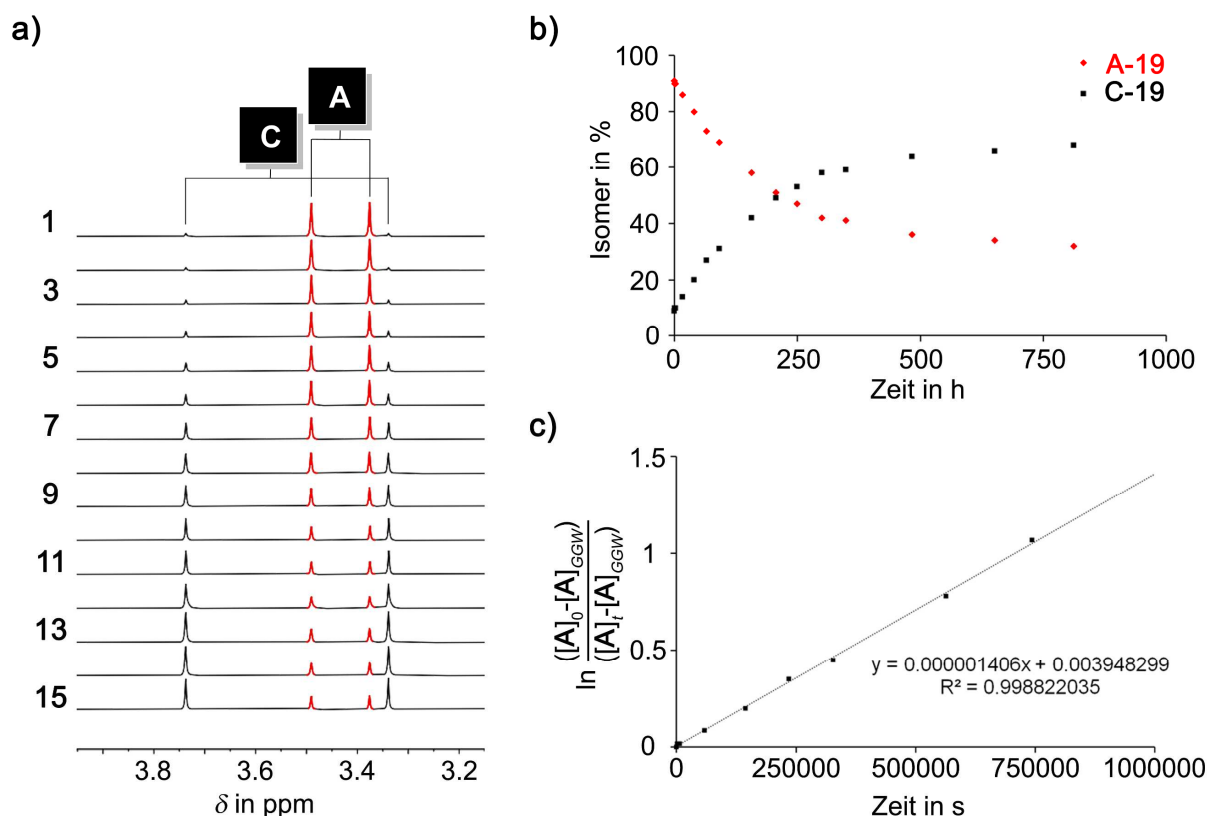 a)
A
C
1
3
5
7
9
11
13
15
3.8 3.6 3.4 3.2
δ in ppm
b)
100
80
60
40
20
0
Isomer in %
A-19
C-19
0 250 500 750 1000
Zeit in h
c)
1.5
1
0.5
0
ln ([A]0-[A]GGW)
([A]t-[A]GGW)
y = 0.000001406x + 0.003948299
R² = 0.998822035
0 250000 500000 750000 1000000
Zeit in s